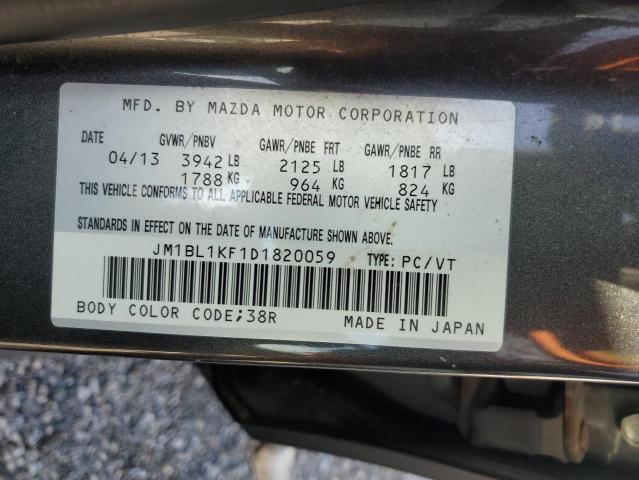 MFD. BY MAZDA MOTOR CORPORATION
DATE GVWR/PNBV GAWR/PNBE FRT GAWR/PNBE RR
04/13 3942 LB 2125 LB 1817 LB
1788 KG 964 KG 824 KG
THIS VEHICLE CONFORMS TO ALL APPLICABLE FEDERAL MOTOR VEHICLE SAFETY
STANDARDS IN EFFECT ON THE DATE OF MANUFACTURE SHOWN ABOVE.
JM1BL1KF1D1820059 TYPE: PC/VT
BODY COLOR CODE;38R MADE IN JAPAN